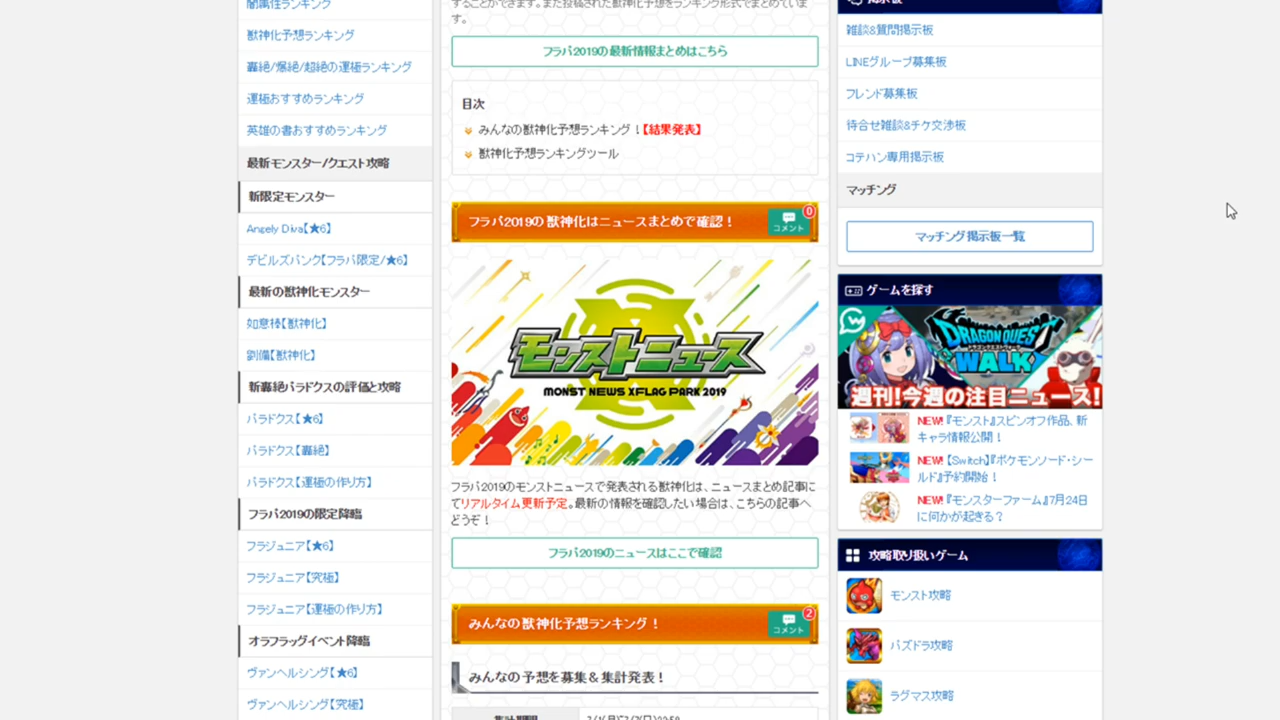 闇属性ランキング
獣神化予想ランキング
轟絶/爆絶/超絶の運極ランキング
運極おすすめランキング
英雄の書おすすめランキング
最新モンスター/クエスト攻略
新限定モンスター
Angely Diva【★6】
デビルズパンク【フラパ限定/★6】
最新の獣神化モンスター
如意棒【獣神化】
劉備【獣神化】
新轟絶パラドクスの評価と攻略
パラドクス【★6】
パラドクス【轟絶】
パラドクス【運極の作り方】
フラパ2019の限定降臨
フラジュニア【★6】
フラジュニア【究極】
フラジュニア【運極の作り方】
オラフラッグイベント降臨
ヴァンヘルシング【★6】
ヴァンヘルシング【究極】
することができます。また投稿された獣神化予想をランキング形式でまとめていま
す。
フラパ2019の最新情報まとめはこちら
目次
みんなの獣神化予想ランキング！【結果発表】
獣神化予想ランキングツール
フラパ2019の獣神化はニュースまとめで確認！
0
コメント
モンストニュース
MONST NEWS XFLAG PARK 2019
フラパ2019のモンストニュースで発表される獣神化は、ニュースまとめ記事に
てリアルタイム更新予定。最新の情報を確認したい場合は、こちらの記事へ
どうぞ！
フラパ2019のニュースはここで確認
みんなの獣神化予想ランキング！
2
コメント
みんなの予想を募集＆集計発表！
集計期間
掲示板
雑談&質問掲示板
LINEグループ募集板
フレンド募集板
待合せ雑談&チケ交渉板
コテハン専用掲示板
マッチング
マッチング掲示板一覧
ゲームを探す
DRAGON QUEST
WALK
週刊!今週の注目ニュース!
NEW!『モンスト』スピンオフ作品、新
キャラ情報公開！
NEW!【Switch】『ポケモンソード・シー
ルド』予約開始！
NEW!『モンスターファーム』7月24日
に何かが起きる？
攻略取り扱いゲーム
モンスト攻略
パズドラ攻略
ラグマス攻略